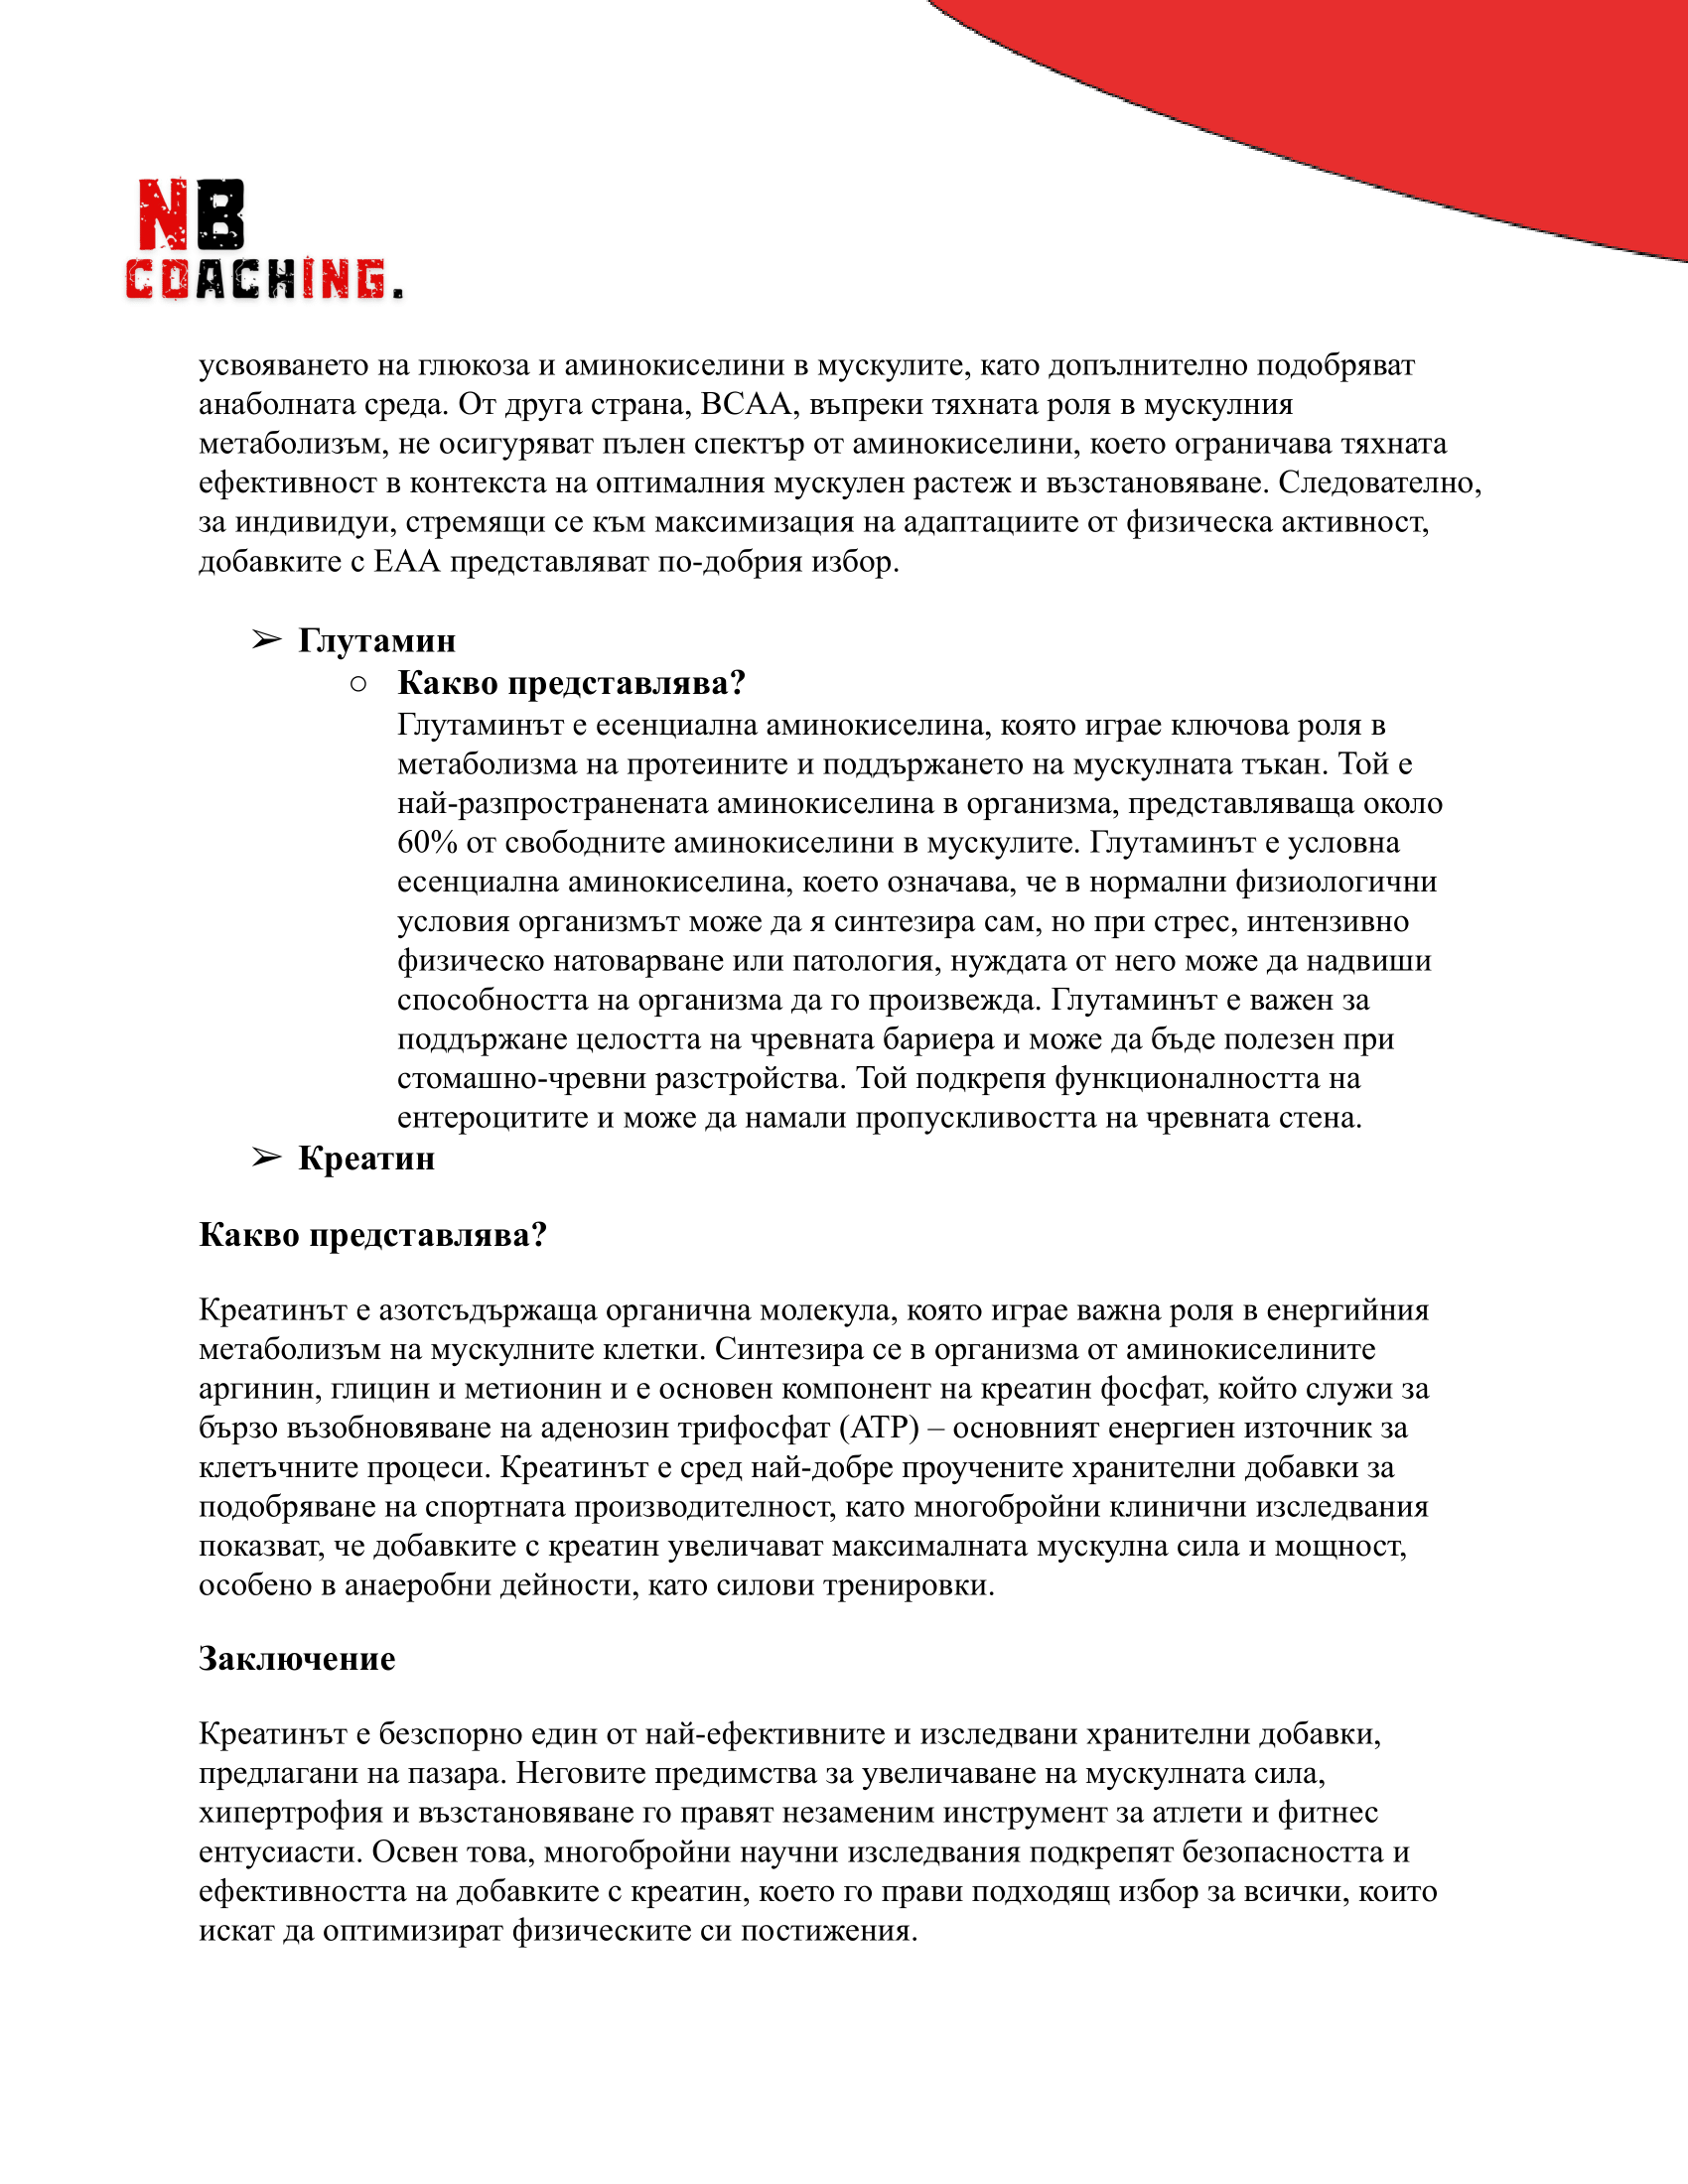 NB
COACHING.
усвояването на глюкоза и аминокиселини в мускулите, като допълнително подобряват
анаболната среда. От друга страна, BCAA, въпреки тяхната роля в мускулния
метаболизъм, не осигуряват пълен спектър от аминокиселини, което ограничава тяхната
ефективност в контекста на оптималния мускулен растеж и възстановяване. Следователно,
за индивидуи, стремящи се към максимизация на адаптациите от физическа активност,
добавките с ЕАА представляват по-добрия избор.
➢ Глутамин
○ Какво представлява?
Глутаминът е есенциална аминокиселина, която играе ключова роля в
метаболизма на протеините и поддържането на мускулната тъкан. Той е
най-разпространената аминокиселина в организма, представляваща около
60% от свободните аминокиселини в мускулите. Глутаминът е условна
есенциална аминокиселина, което означава, че в нормални физиологични
условия организмът може да я синтезира сам, но при стрес, интензивно
физическо натоварване или патология, нуждата от него може да надвиши
способността на организма да го произвежда. Глутаминът е важен за
поддържане целостта на чревната бариера и може да бъде полезен при
стомашно-чревни разстройства. Той подкрепя функционалността на
ентероцитите и може да намали пропускливостта на чревната стена.
➢ Креатин
Какво представлява?
Креатинът е азотсъдържаща органична молекула, която играе важна роля в енергийния
метаболизъм на мускулните клетки. Синтезира се в организма от аминокиселините
аргинин, глицин и метионин и е основен компонент на креатин фосфат, който служи за
бързо възобновяване на аденозин трифосфат (АТР) – основният енергиен източник за
клетъчните процеси. Креатинът е сред най-добре проучените хранителни добавки за
подобряване на спортната производителност, като многобройни клинични изследвания
показват, че добавките с креатин увеличават максималната мускулна сила и мощност,
особено в анаеробни дейности, като силови тренировки.
Заключение
Креатинът е безспорно един от най-ефективните и изследвани хранителни добавки,
предлагани на пазара. Неговите предимства за увеличаване на мускулната сила,
хипертрофия и възстановяване го правят незаменим инструмент за атлети и фитнес
ентусиасти. Освен това, многобройни научни изследвания подкрепят безопасността и
ефективността на добавките с креатин, което го прави подходящ избор за всички, които
искат да оптимизират физическите си постижения.